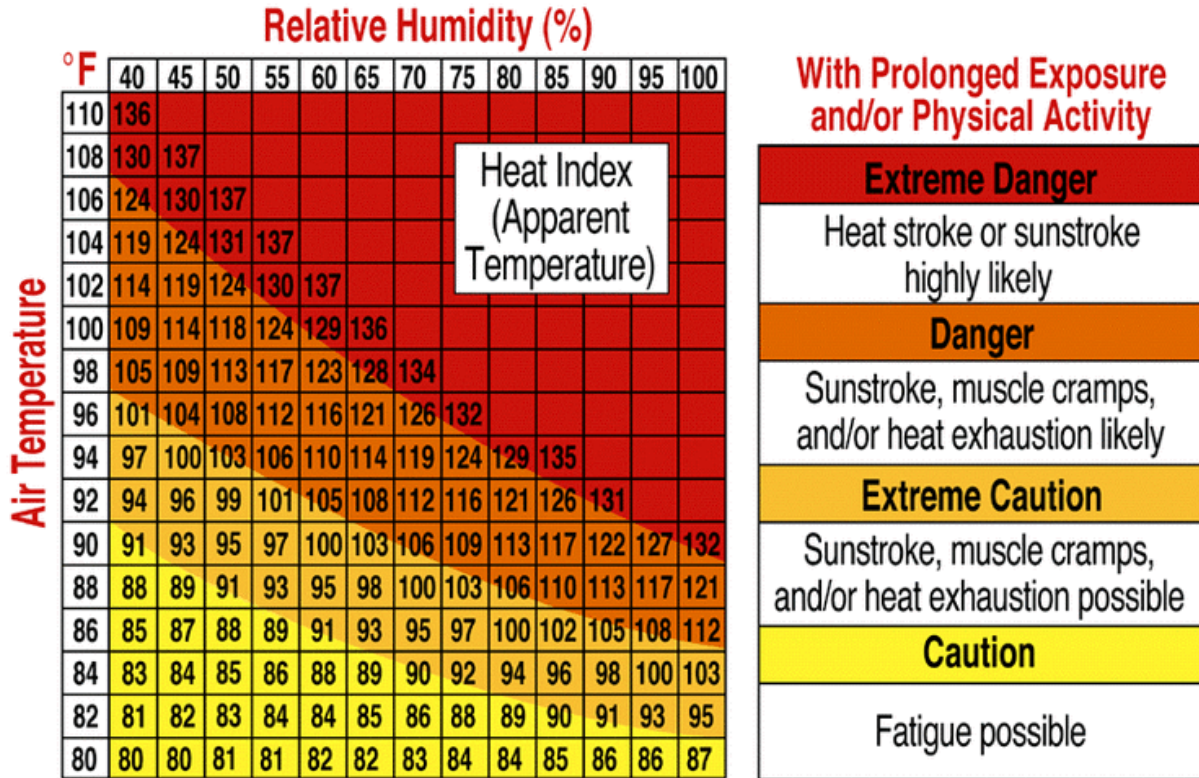 Relative Humidity (%)
°F 40 45 50 55 60 65 70 75 80 85 90 95 100
110 136
108 130 137
106 124 130 137
104 119 124 131 137
102 114 119 124 130 137
100 109 114 118 124 129 136
98 105 109 113 117 123 128 134
96 101 104 108 112 116 121 126 132
94 97 100 103 106 110 114 119 124 129 135
92 94 96 99 101 105 108 112 116 121 126 131
90 91 93 95 97 100 103 106 109 113 117 122 127 132
88 88 89 91 93 95 98 100 103 106 110 113 117 121
86 85 87 88 89 91 93 95 97 100 102 105 108 112
84 83 84 85 86 88 89 90 92 94 96 98 100 103
82 81 82 83 84 84 85 86 88 89 90 91 93 95
80 80 80 81 81 82 82 83 84 84 85 86 86 87
Air Temperature
Heat Index
(Apparent
Temperature)
With Prolonged Exposure
and/or Physical Activity
Extreme Danger
Heat stroke or sunstroke
highly likely
Danger
Sunstroke, muscle cramps,
and/or heat exhaustion likely
Extreme Caution
Sunstroke, muscle cramps,
and/or heat exhaustion possible
Caution
Fatigue possible